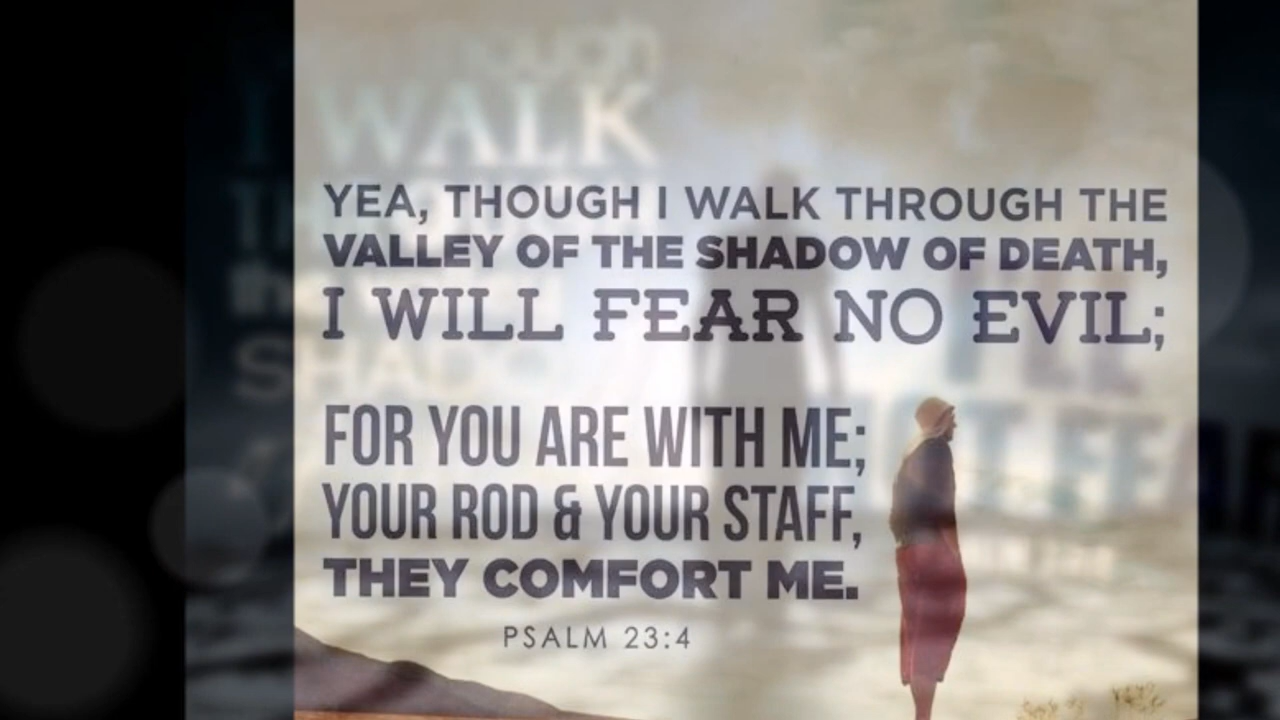 WALK
YEA, THOUGH I WALK THROUGH THE
VALLEY OF THE SHADOW OF DEATH,
I WILL FEAR NO EVIL;
FOR YOU ARE WITH ME;
YOUR ROD & YOUR STAFF,
THEY COMFORT ME.
PSALM 23:4